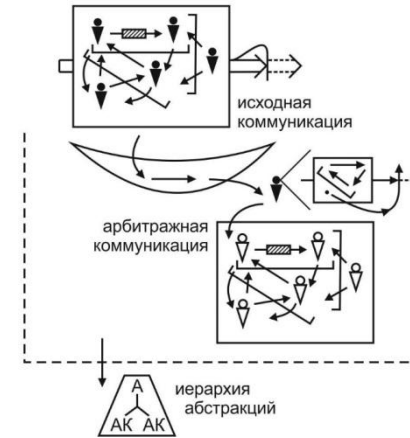 исходная
коммуникация
арбитражная
коммуникация
А
АК АК
иерархия
абстракций